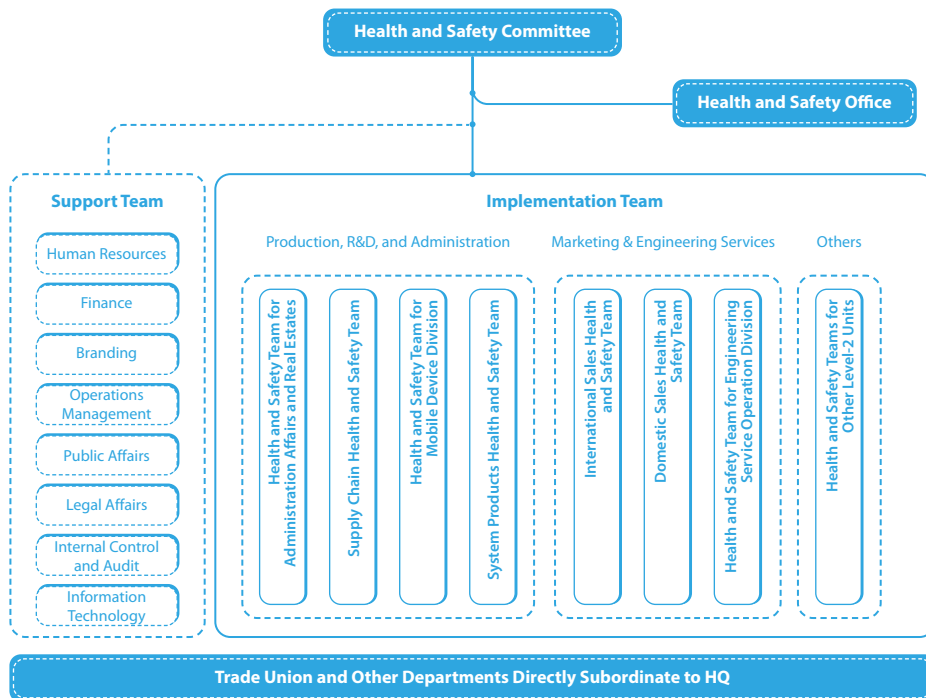 Health and Safety Committee
Health and Safety Office
Support Team
Human Resources
Finance
Branding
Operations
Management
Public Affairs
Legal Affairs
Internal Control
and Audit
Information
Technology
Implementation Team
Production, R&D, and Administration
Health and Safety Team for
Administration Affairs and Real Estates
Supply Chain Health and Safety Team
Health and Safety Team for
Mobile Device Division
System Products Health and Safety Team
Marketing & Engineering Services
International Sales Health
and Safety Team
Domestic Sales Health and
Safety Team
Health and Safety Team for Engineering
Service Operation Division
Others
Health and Safety Teams for
Other Level-2 Units
Trade Union and Other Departments Directly Subordinate to HQ